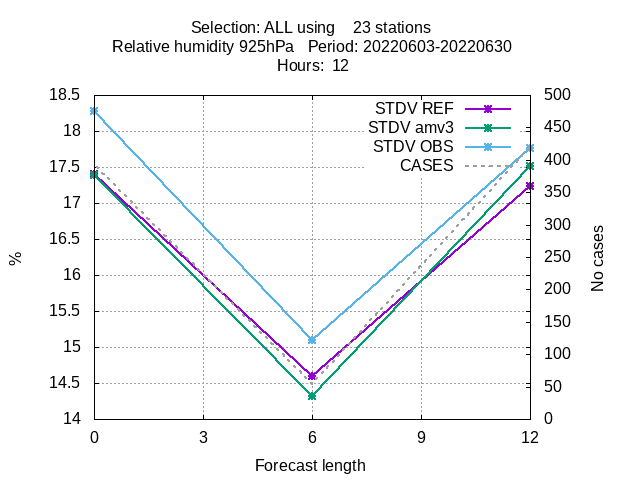 Selection: ALL using    23 stations
Relative humidity 925hPa   Period: 20220603-20220630
Hours:  12
STDV REF
STDV amv3
STDV OBS
CASES
18.5
18
17.5
17
16.5
16
15.5
15
14.5
14
500
450
400
350
300
250
200
150
100
50
0
%
No cases
0 3 6 9 12
Forecast length